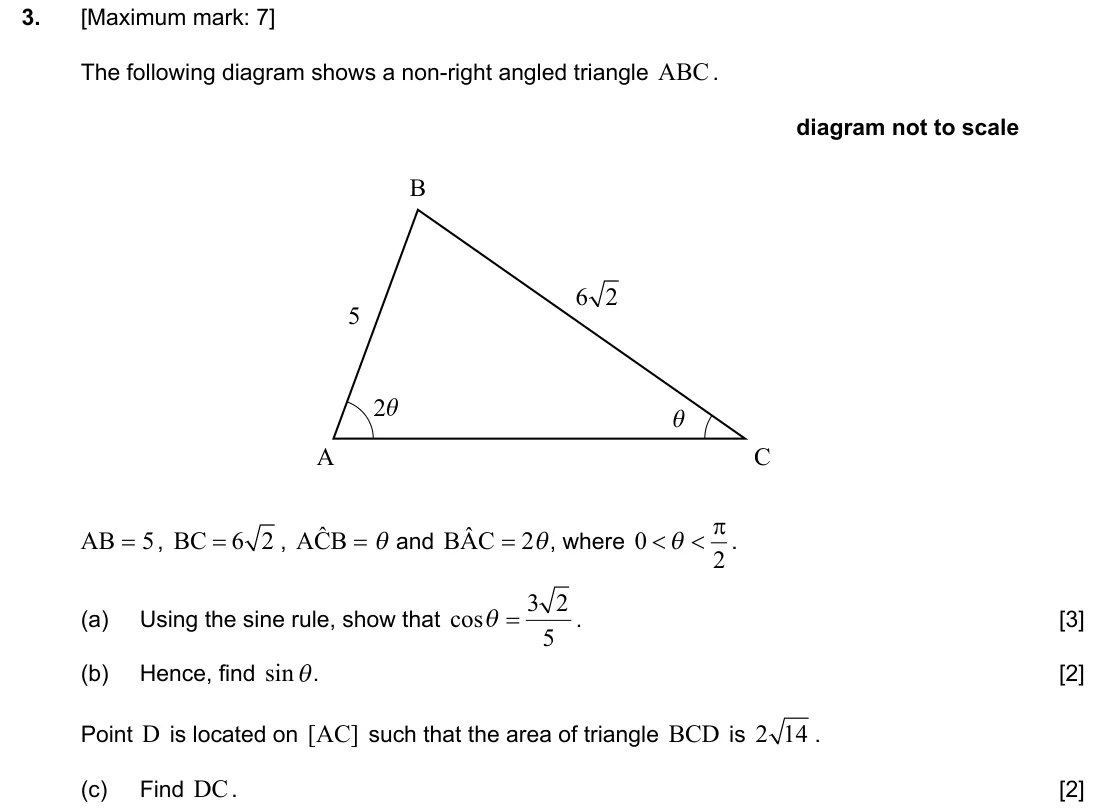 3. [Maximum mark: 7]
The following diagram shows a non-right angled triangle ABC.
diagram not to scale
B
6√2
5
2θ
θ
A
C
AB = 5, BC = 6√2, AĈB = θ and BÂC = 2θ, where 0 < θ < π/2.
(a) Using the sine rule, show that cosθ = 3√2/5. [3]
(b) Hence, find sin θ. [2]
Point D is located on [AC] such that the area of triangle BCD is 2√14.
(c) Find DC. [2]